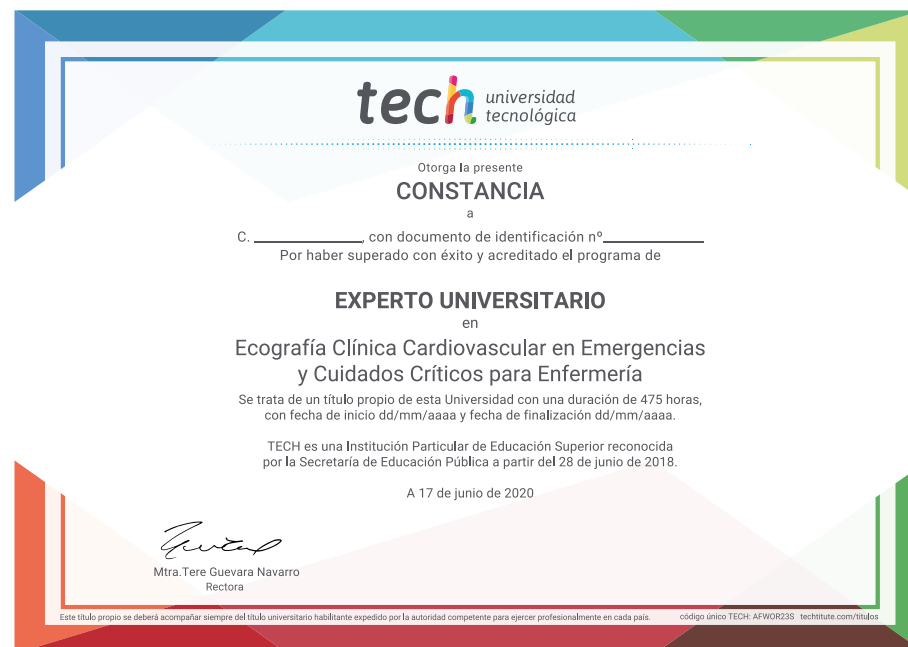 tech universidad
tecnológica
Otorga la presente
CONSTANCIA
a
C. ____________, con documento de identificación nº____________
Por haber superado con éxito y acreditado el programa de
EXPERTO UNIVERSITARIO
en
Ecografía Clínica Cardiovascular en Emergencias
y Cuidados Críticos para Enfermería
Se trata de un título propio de esta Universidad con una duración de 475 horas,
con fecha de inicio dd/mm/aaaa y fecha de finalización dd/mm/aaaa.
TECH es una Institución Particular de Educación Superior reconocida
por la Secretaría de Educación Pública a partir del 28 de junio de 2018.
A 17 de junio de 2020
Mtra.Tere Guevara Navarro
Rectora
Este título propio se deberá acompañar siempre del título universitario habilitante expedido por la autoridad competente para ejercer profesionalmente en cada país. código único TECH: AFWOR23S techtitute.com/titulos